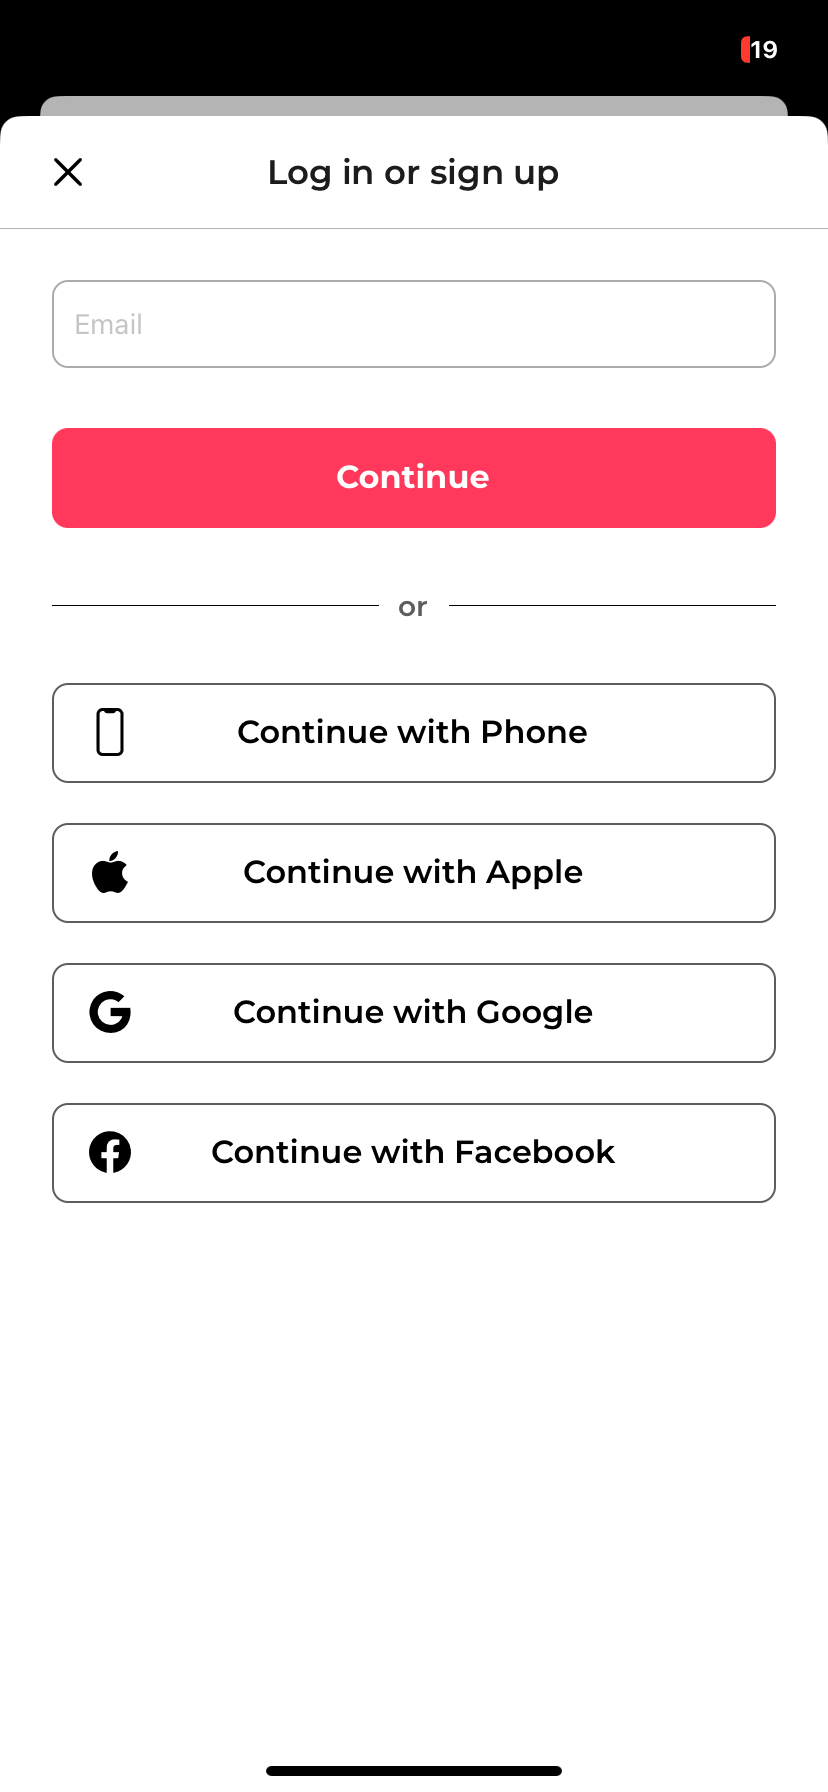 19
Log in or sign up
Email
Continue
or
Continue with Phone
Continue with Apple
Continue with Google
Continue with Facebook